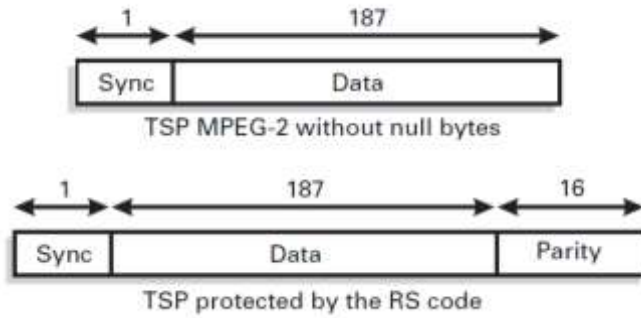 1 187
Sync Data
TSP MPEG-2 without null bytes
1 187 16
Sync Data Parity
TSP protected by the RS code